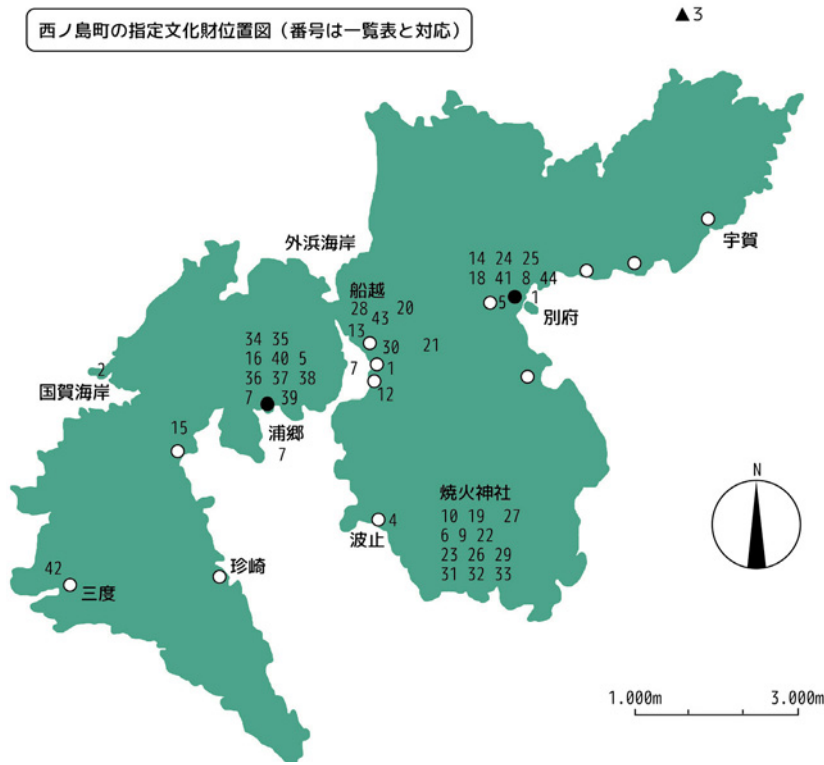 西ノ島町の指定文化財位置図（番号は一覧表と対応）
▲3
宇賀
外浜海岸
14 24 25
18 41 8 44
5
1
別府
船越
28 20
43
13
30 21
7 1
12
34 35
16 40 5
36 37 38
7 39
浦郷
7
2
国賀海岸
15
焼火神社
10 19 27
6 9 22
23 26 29
31 32 33
4
波止
N
42
三度
珍崎
1.000m 3.000m